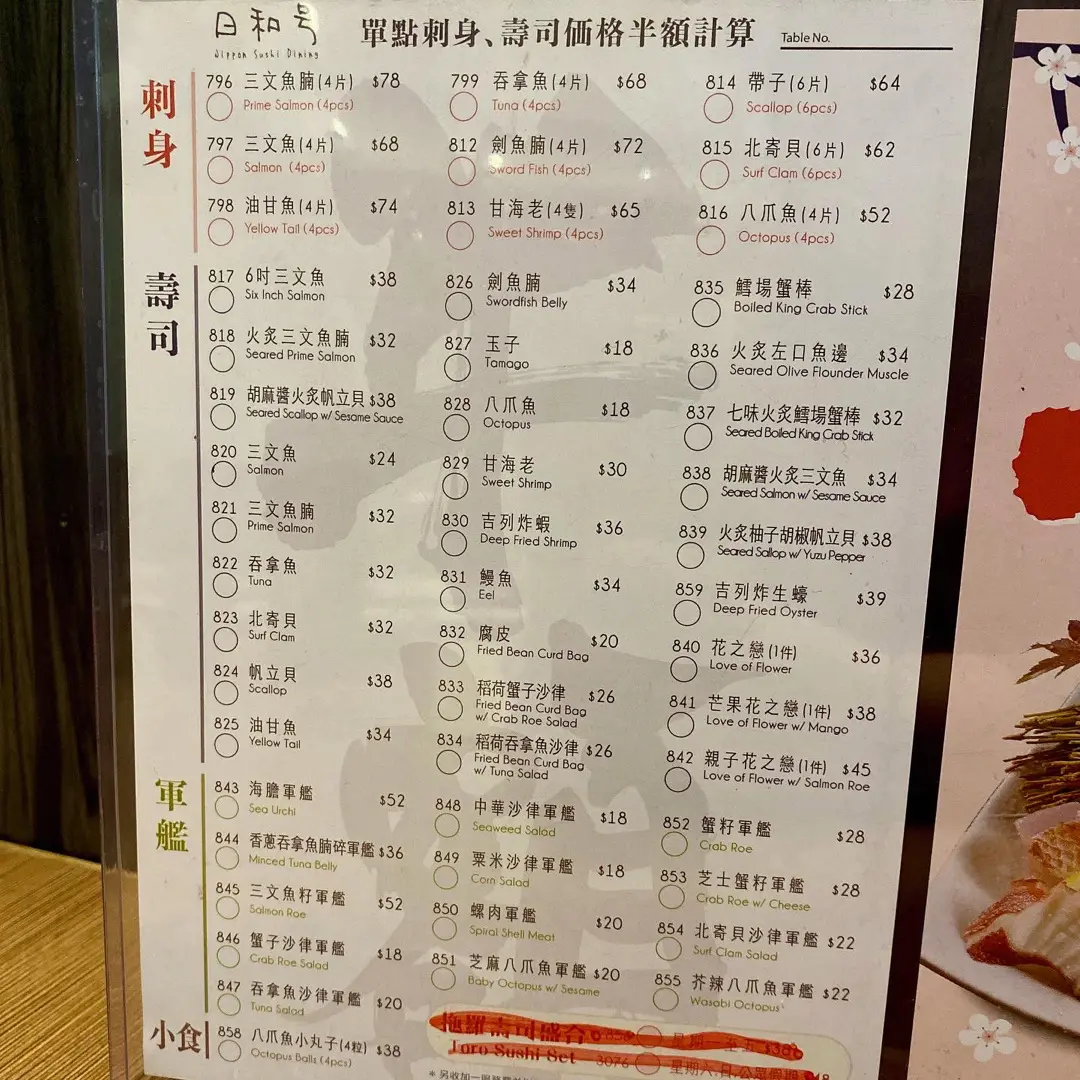 日和号
Nippon Sushi Dining
單點刺身、壽司価格半額計算
Table No.
刺身
796 三文魚腩(4片) $78
Prime Salmon (4pcs)
797 三文魚(4片) $68
Salmon (4pcs)
798 油甘魚(4片) $74
Yellow Tail (4pcs)
799 吞拿魚(4片) $68
Tuna (4pcs)
812 劍魚腩(4片) $72
Sword Fish (4pcs)
813 甘海老(4隻) $65
Sweet Shrimp (4pcs)
814 帶子(6片) $64
Scallop (6pcs)
815 北寄貝(6片) $62
Surf Clam (6pcs)
816 八爪魚(4片) $52
Octopus (4pcs)
壽司
817 6吋三文魚 $38
Six Inch Salmon
818 火炙三文魚腩 $32
Seared Prime Salmon
819 胡麻醬火炙帆立貝 $38
Seared Scallop w/ Sesame Sauce
820 三文魚 $24
Salmon
821 三文魚腩 $32
Prime Salmon
822 吞拿魚 $32
Tuna
823 北寄貝 $32
Surf Clam
824 帆立貝 $38
Scallop
825 油甘魚 $34
Yellow Tail
826 劍魚腩 $34
Swordfish Belly
827 玉子 $18
Tamago
828 八爪魚 $18
Octopus
829 甘海老 $30
Sweet Shrimp
830 吉列炸蝦 $36
Deep Fried Shrimp
831 鰻魚 $34
Eel
832 腐皮 $20
Fried Bean Curd Bag
833 稻荷蟹子沙律 $26
Fried Bean Curd Bag
w/ Crab Roe Salad
834 稻荷吞拿魚沙律 $26
Fried Bean Curd Bag
w/ Tuna Salad
835 鱈場蟹棒 $28
Boiled King Crab Stick
836 火炙左口魚邊 $34
Seared Olive Flounder Muscle
837 七味火炙鱈場蟹棒 $32
Seared Boiled King Crab Stick
838 胡麻醬火炙三文魚 $34
Seared Salmon w/ Sesame Sauce
839 火炙柚子胡椒帆立貝 $38
Seared Sallop w/ Yuzu Pepper
859 吉列炸生蠔 $39
Deep Fried Oyster
840 花之戀(1件) $36
Love of Flower
841 芒果花之戀(1件) $38
Love of Flower w/ Mango
842 親子花之戀(1件) $45
Love of Flower w/ Salmon Roe
軍艦
843 海膽軍艦 $52
Sea Urchi
844 香蔥吞拿魚腩碎軍艦 $36
Minced Tuna Belly
845 三文魚籽軍艦 $52
Salmon Roe
846 蟹子沙律軍艦 $18
Crab Roe Salad
847 吞拿魚沙律軍艦 $20
Tuna Salad
848 中華沙律軍艦 $18
Seaweed Salad
849 粟米沙律軍艦 $18
Corn Salad
850 螺肉軍艦 $20
Spiral Shell Meat
851 芝麻八爪魚軍艦 $20
Baby Octopus w/ Sesame
852 蟹籽軍艦 $28
Crab Roe
853 芝士蟹籽軍艦 $28
Crab Roe w/ Cheese
854 北寄貝沙律軍艦 $22
Surf Clam Salad
855 芥辣八爪魚軍艦 $22
Wasabi Octopus
小食
858 八爪魚小丸子(4粒) $38
Octopus Balls (4pcs)
拖羅壽司盛合 星期一至五
Toro Sushi Set 3076 星期六.日.公眾假期